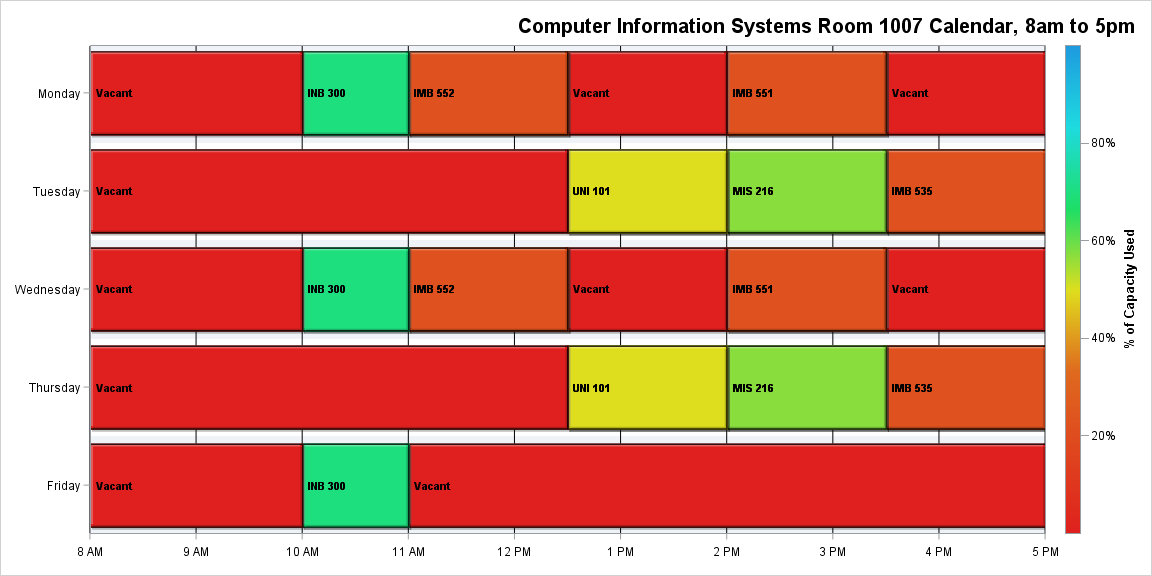 Computer Information Systems Room 1007 Calendar, 8am to 5pm
Monday
Vacant
INB 300
IMB 552
Vacant
IMB 551
Vacant
Tuesday
Vacant
UNI 101
MIS 216
IMB 535
Wednesday
Vacant
INB 300
IMB 552
Vacant
IMB 551
Vacant
Thursday
Vacant
UNI 101
MIS 216
IMB 535
Friday
Vacant
INB 300
Vacant
8 AM
9 AM
10 AM
11 AM
12 PM
1 PM
2 PM
3 PM
4 PM
5 PM
80%
60%
40%
20%
% of Capacity Used